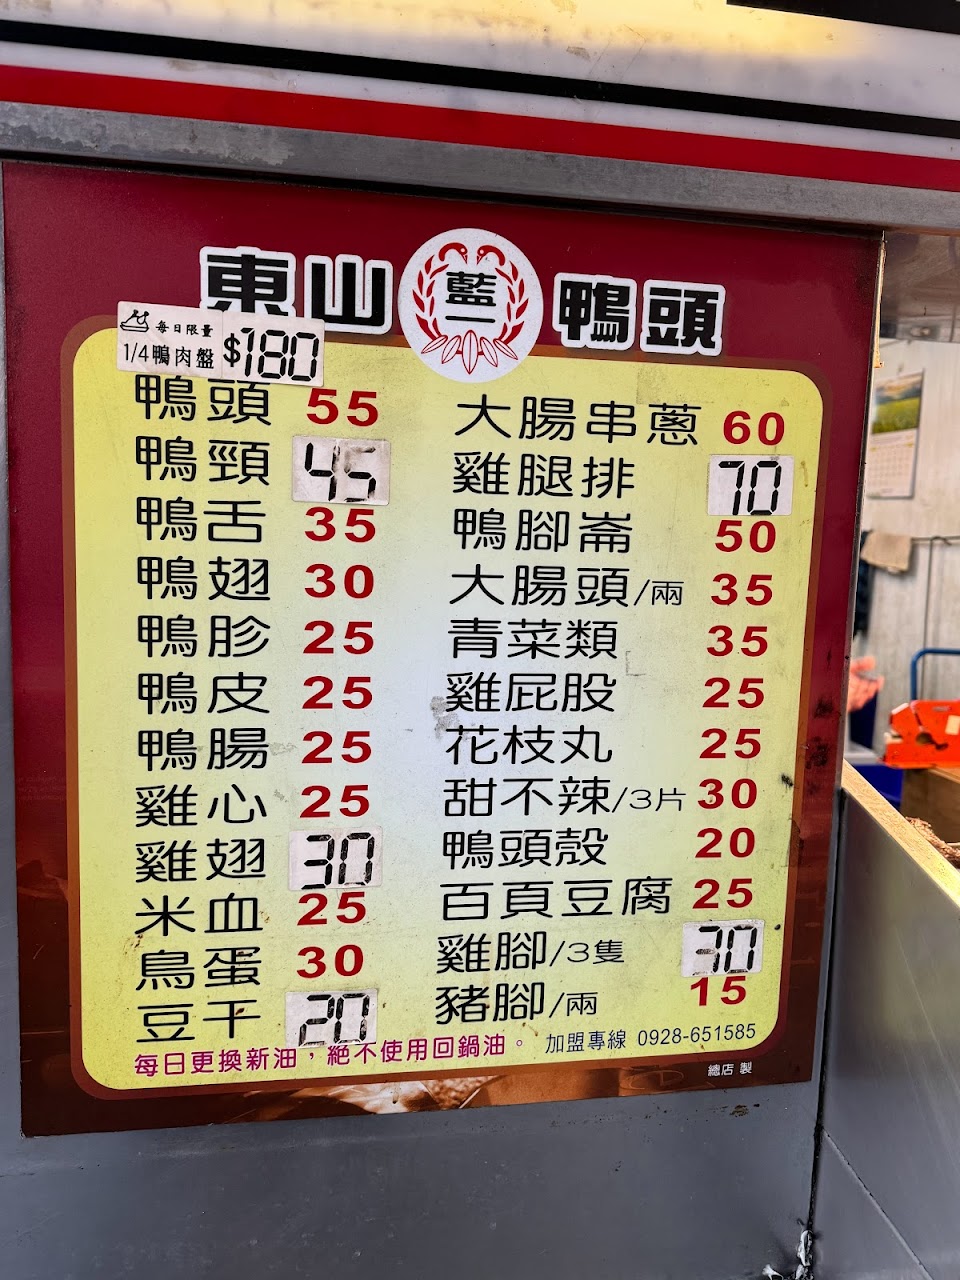 東山 藍一 鴨頭
每日限量
1/4鴨肉盤 $180
鴨頭 55
鴨頸 45
鴨舌 35
鴨翅 30
鴨胗 25
鴨皮 25
鴨腸 25
雞心 25
雞翅 30
米血 25
鳥蛋 30
豆干 20
大腸串蔥 60
雞腿排 70
鴨腳崙 50
大腸頭/兩 35
青菜類 35
雞屁股 25
花枝丸 25
甜不辣/3片 30
鴨頭殼 20
百頁豆腐 25
雞腳/3隻 30
豬腳/兩 15
每日更換新油，絕不使用回鍋油。 加盟專線 0928-651585
總店 製